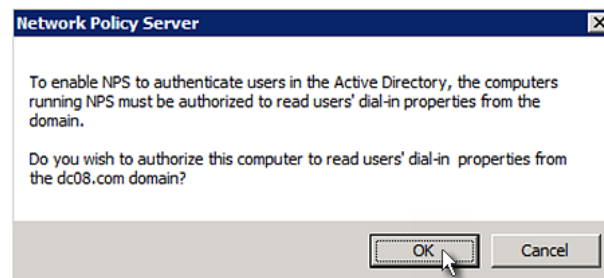 Network Policy Server
To enable NPS to authenticate users in the Active Directory, the computers
running NPS must be authorized to read users' dial-in properties from the
domain.
Do you wish to authorize this computer to read users' dial-in properties from
the dc08.com domain?
OK
Cancel